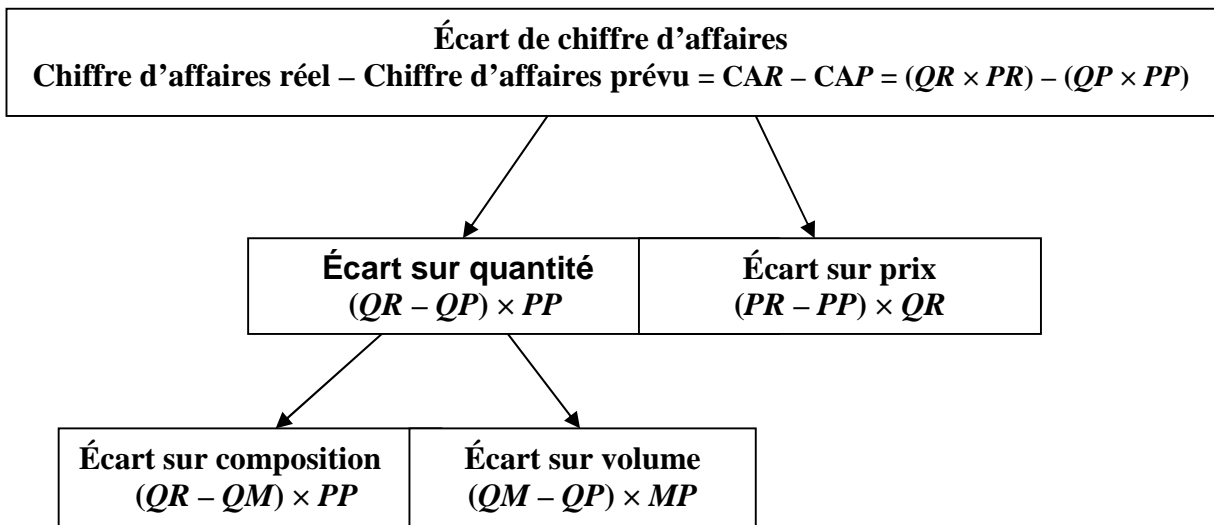 Écart de chiffre d’affaires
Chiffre d’affaires réel – Chiffre d’affaires prévu = CAR – CAP = (QR × PR) – (QP × PP)
Écart sur quantité
(QR – QP) × PP
Écart sur prix
(PR – PP) × QR
Écart sur composition
(QR – QM) × PP
Écart sur volume
(QM – QP) × MP